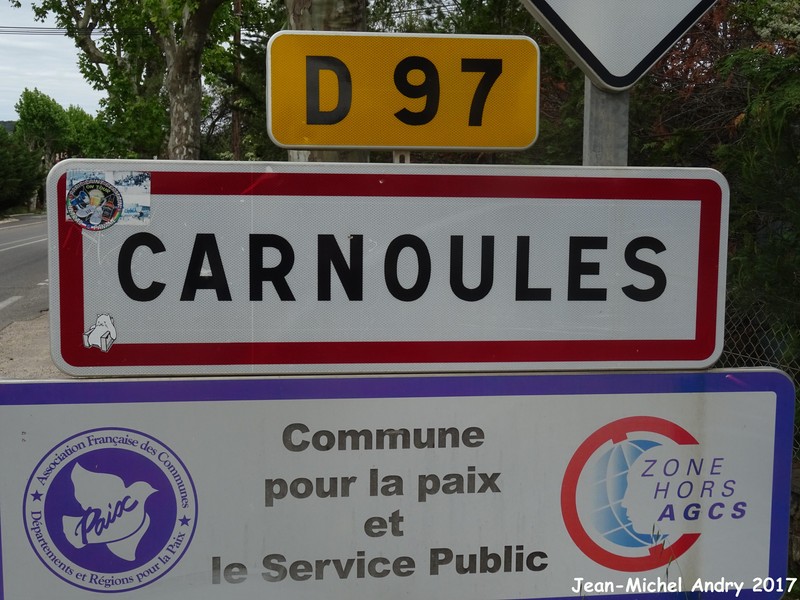 D 97
CARNOULES
Commune
pour la paix
et
le Service Public
Association Française des Communes
Départements et Régions pour la Paix
Paix
ZONE
HORS
AGCS
Jean-Michel Andry 2017